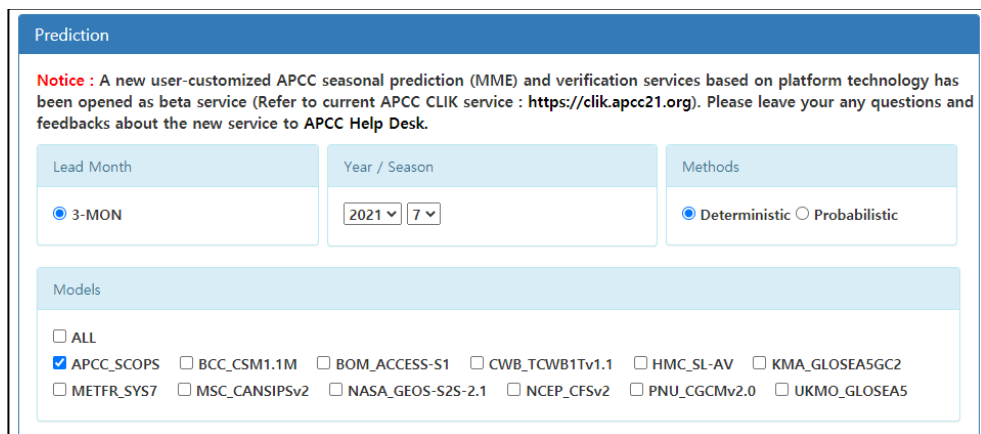 Prediction
Notice : A new user-customized APCC seasonal prediction (MME) and verification services based on platform technology has
been opened as beta service (Refer to current APCC CLIK service : https://clik.apcc21.org). Please leave your any questions and
feedbacks about the new service to APCC Help Desk.
Lead Month
Year / Season
Methods
3-MON
2021 7
Deterministic Probabilistic
Models
ALL
APCC_SCOPS BCC_CSM1.1M BOM_ACCESS-S1 CWB_TCWB1Tv1.1 HMC_SL-AV KMA_GLOSEA5GC2
METFR_SYS7 MSC_CANSIPSv2 NASA_GEOS-S2S-2.1 NCEP_CFSv2 PNU_CGCMv2.0 UKMO_GLOSEA5